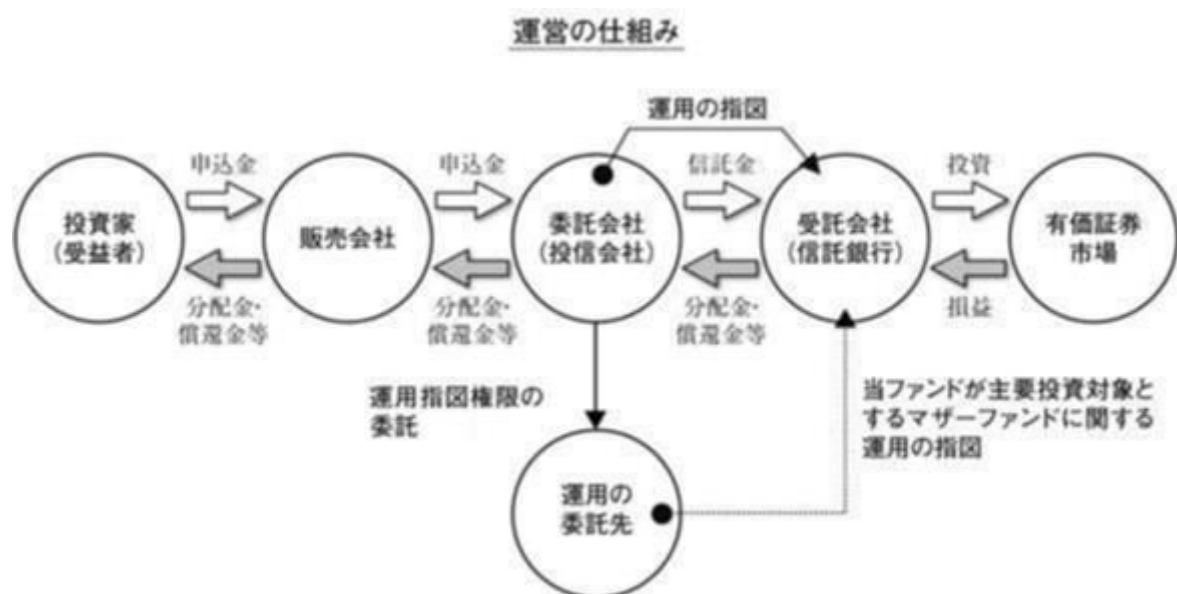 運営の仕組み
運用の指図
申込金
申込金
信託金
投資
投資家
(受益者)
販売会社
委託会社
(投信会社)
受託会社
(信託銀行)
有価証券
市場
分配金・
償還金等
分配金・
償還金等
分配金・
償還金等
損益
運用指図権限の
委託
当ファンドが主要投資対象と
するマザーファンドに関する
運用の指図
運用の
委託先